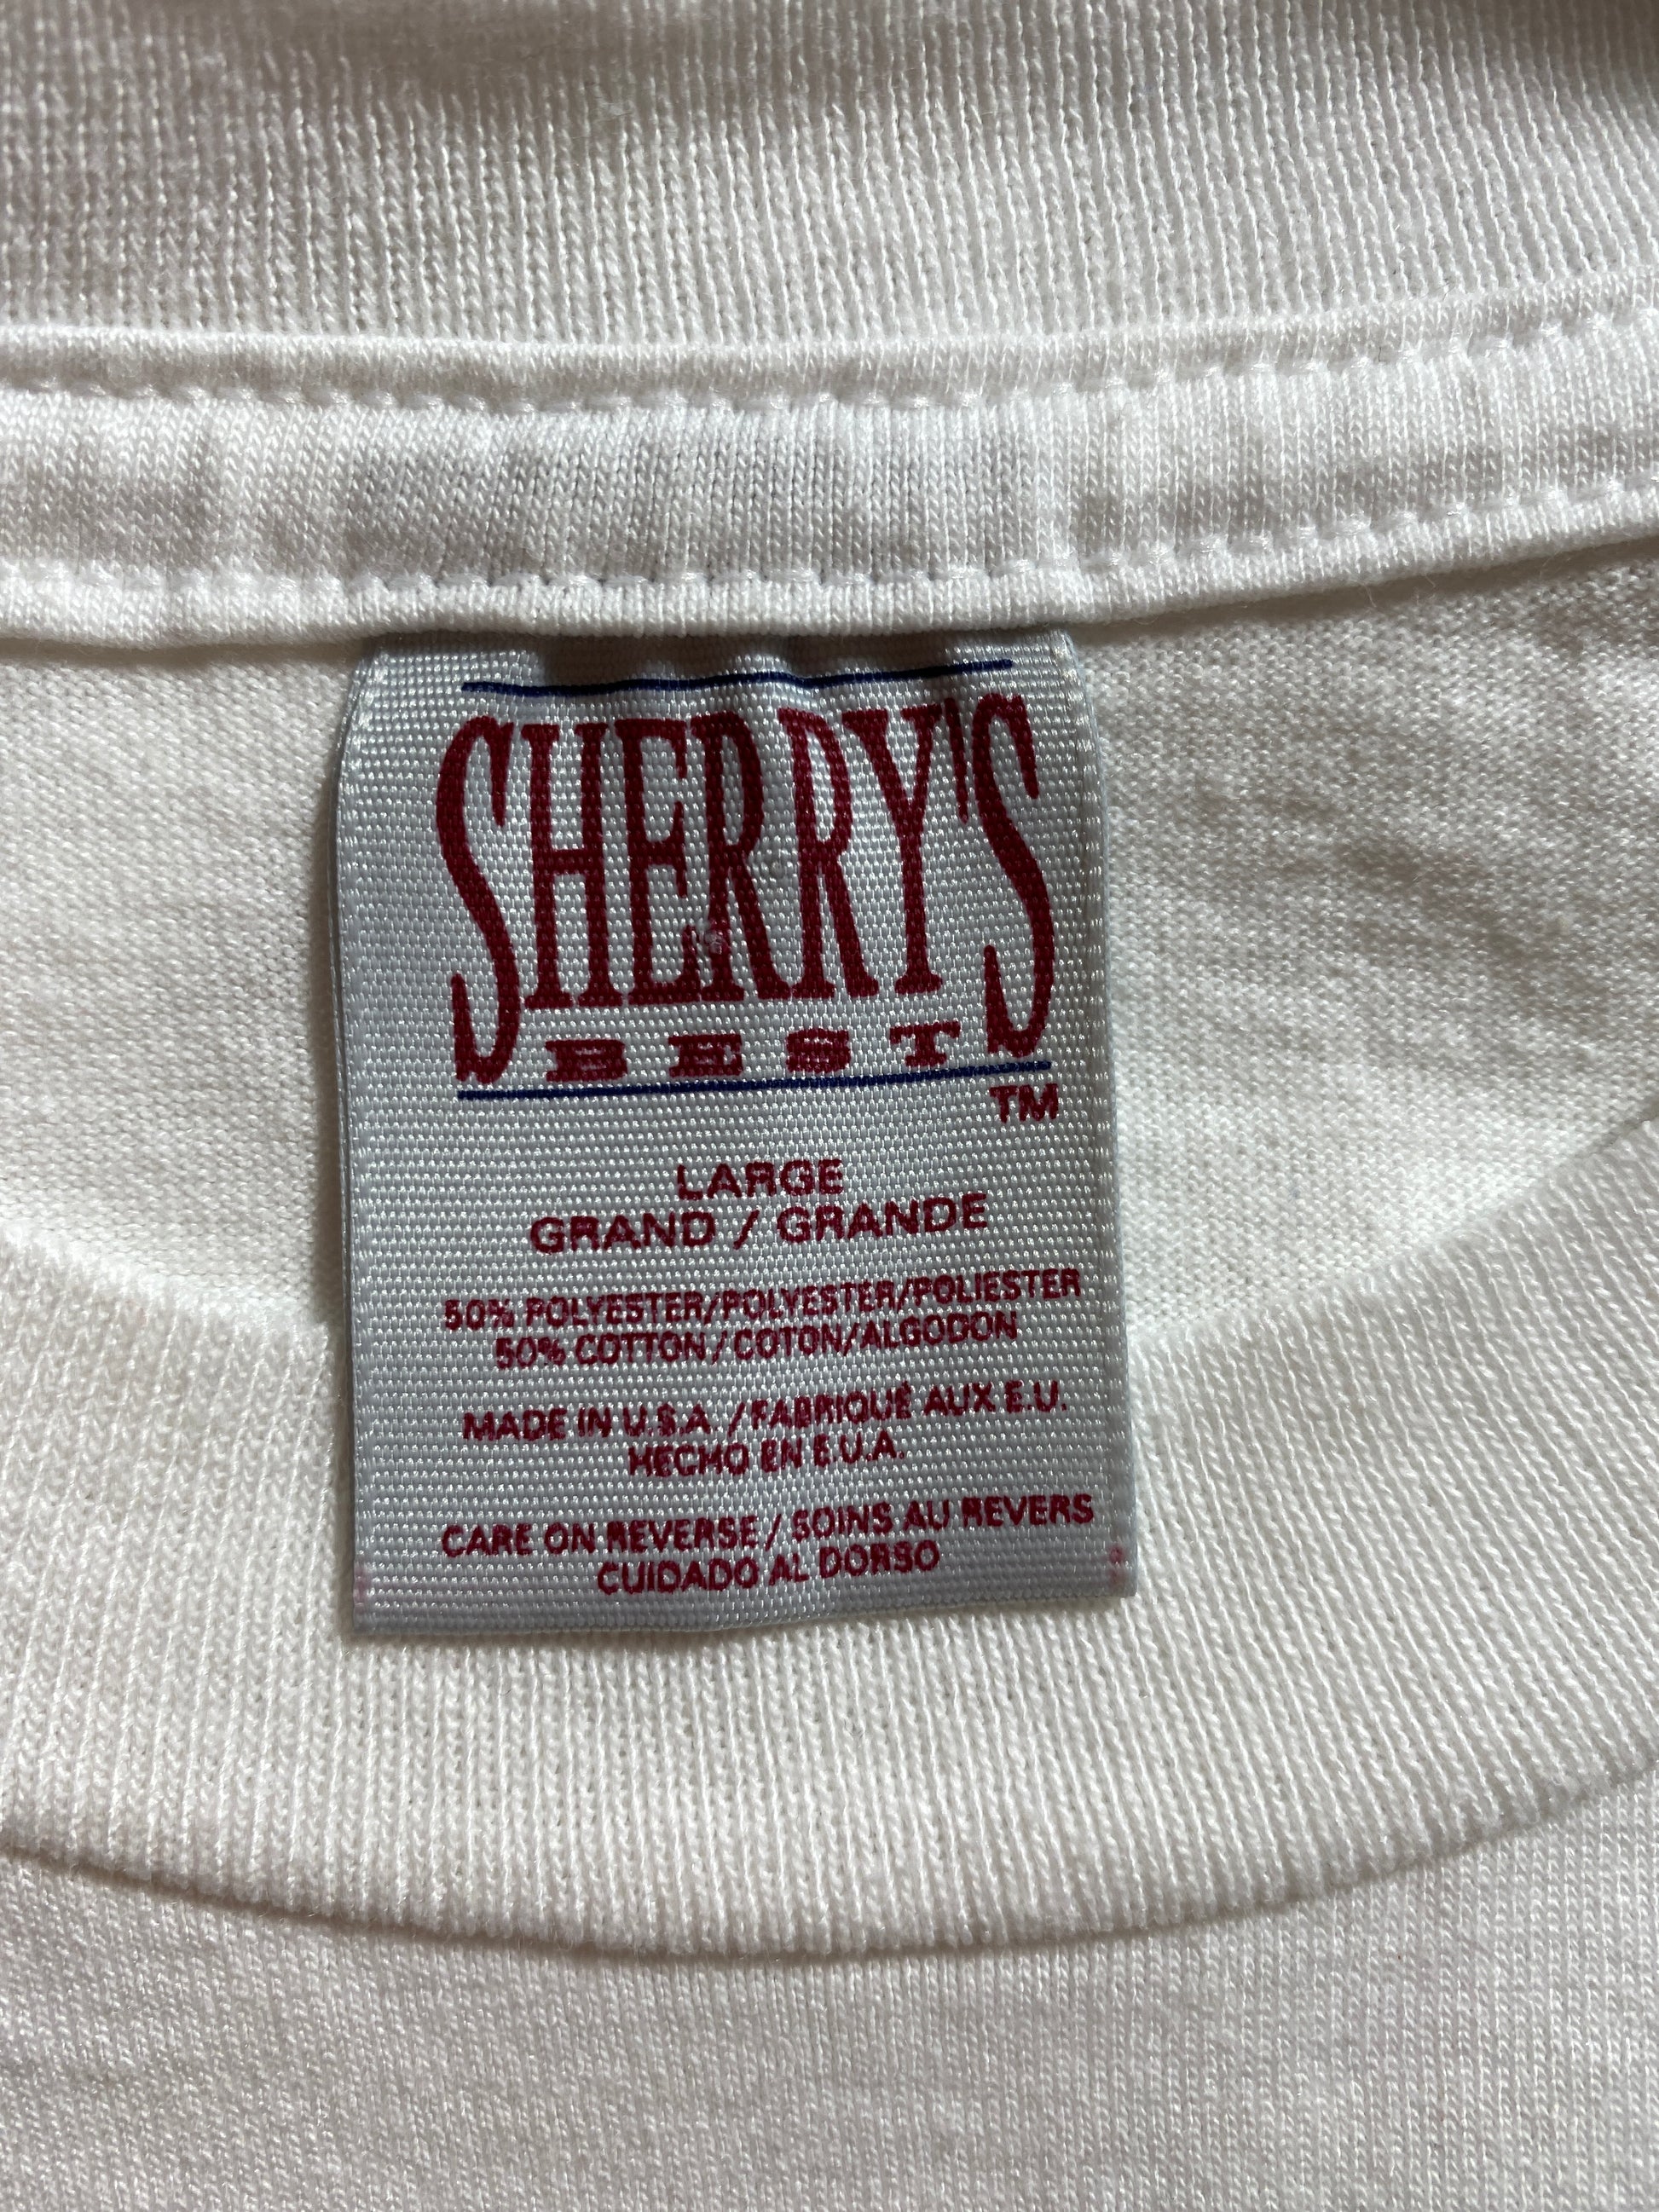 SHERRY'S
BEST
TM
LARGE
GRAND / GRANDE
50% POLYESTER/POLYESTER/POLIESTER
50% COTTON/COTON/ALGODON
MADE IN U.S.A./FABRIQUÉ AUX E.U.
HECHO EN E.U.A.
CARE ON REVERSE / SOINS AU REVERS
CUIDADO AL DORSO